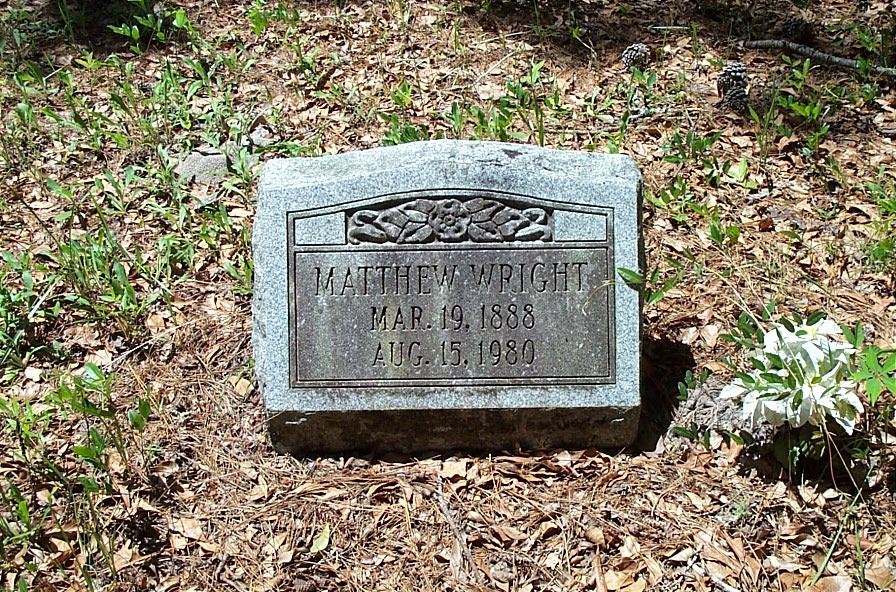 MATTHEW WRIGHT
MAR. 19, 1888
AUG. 15, 1980